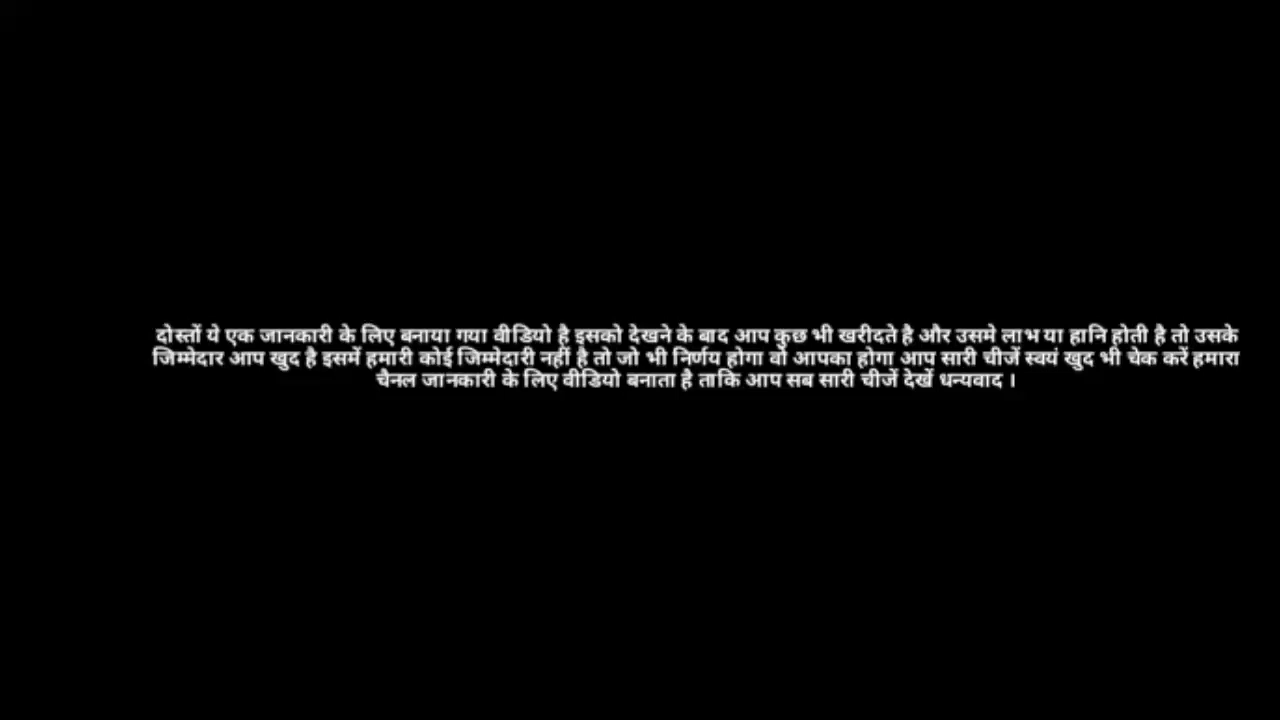 दोस्तों ये एक जानकारी के लिए बनाया गया वीडियो है इसको देखने के बाद आप कुछ भी खरीदते है और उसमे लाभ या हानि होती है तो उसके
जिम्मेदार आप खुद है इसमें हमारी कोई जिम्मेदारी नहीं है तो जो भी निर्णय होगा वो आपका होगा आप सारी चीजें स्वयं खुद भी चेक करें हमारा
चैनल जानकारी के लिए वीडियो बनाता है ताकि आप सब सारी चीजें देखें धन्यवाद ।